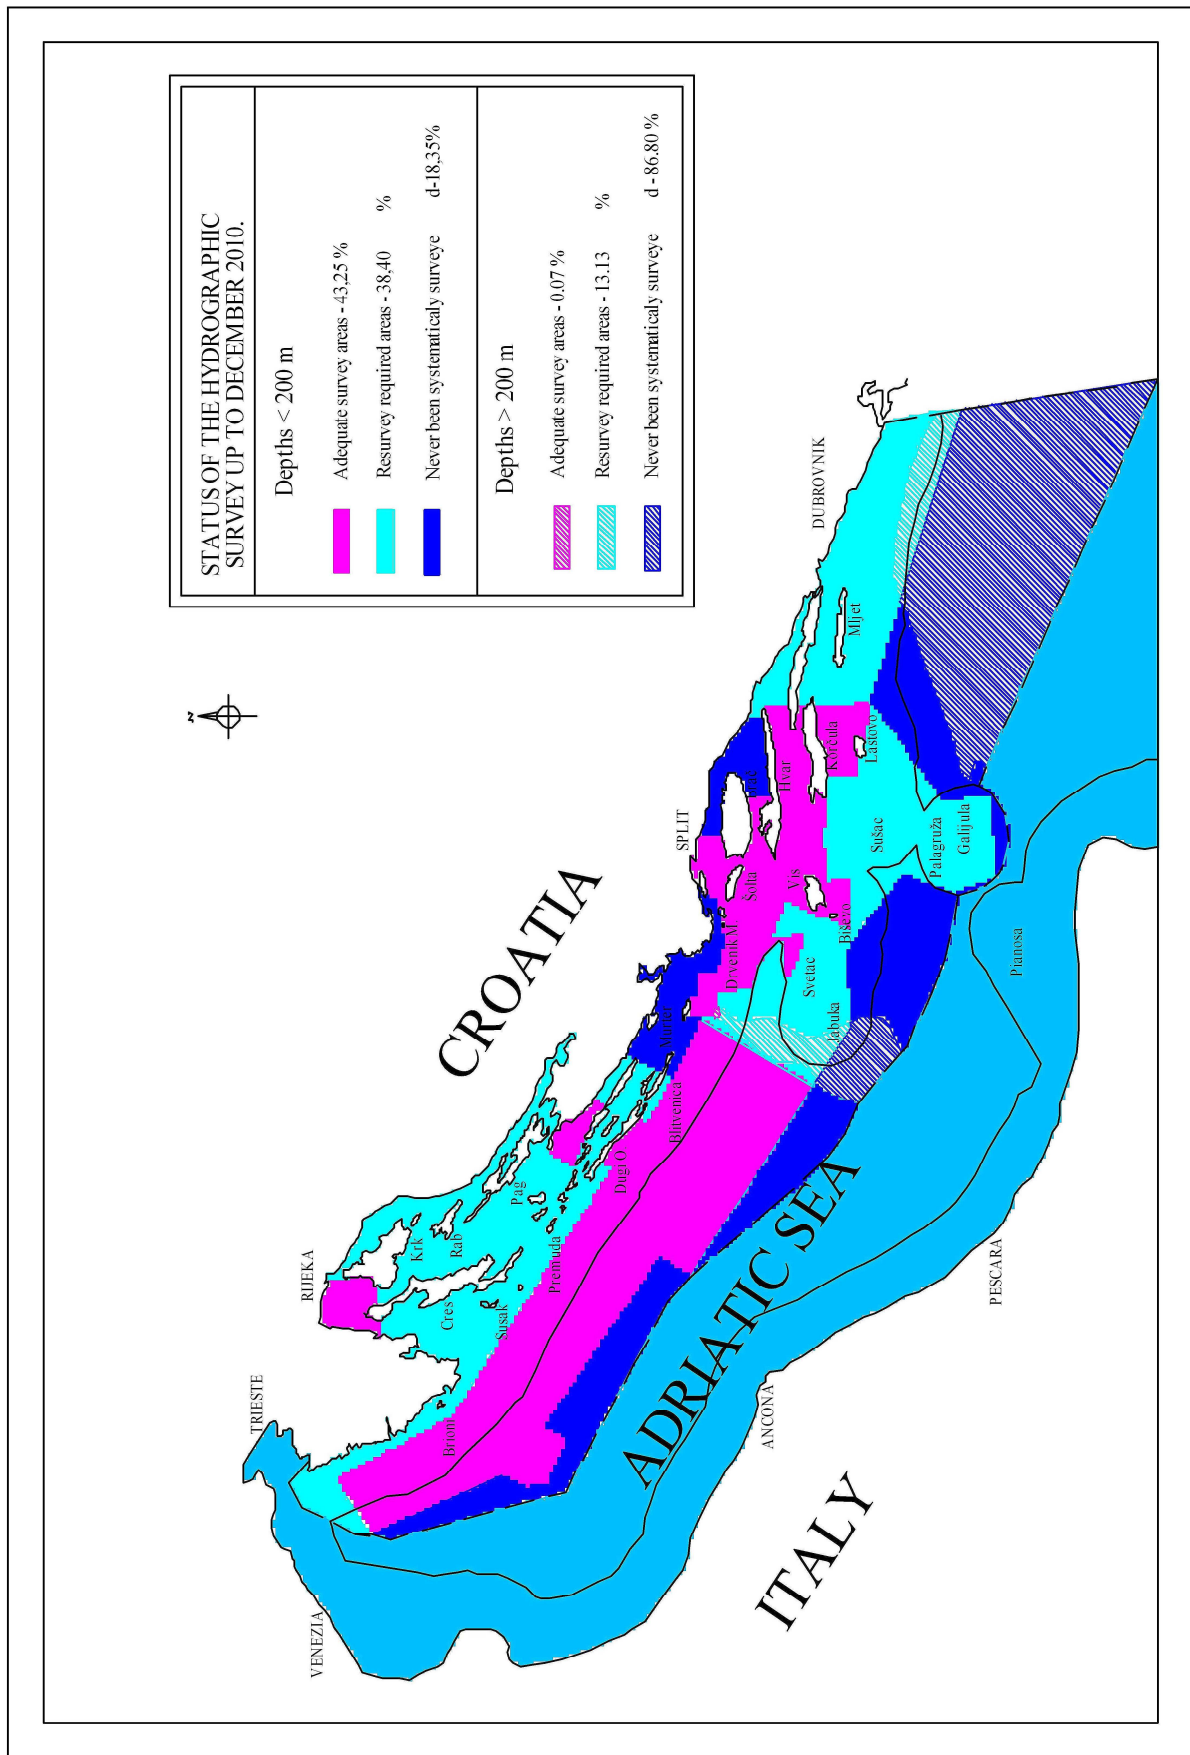 STATUS OF THE HYDROGRAPHIC
SURVEY UP TO DECEMBER 2010.
Depths < 200 m
Adequate survey areas - 43,25 %
Resurvey required areas - 38,40 %
Never been systematicaly surveye d-18,35%
Depths > 200 m
Adequate survey areas - 0.07 %
Resurvey required areas - 13.13 %
Never been systematicaly surveye d - 86.80 %
N
TRIESTE
VENEZIA
RIJEKA
CROATIA
SPLIT
DUBROVNIK
Krk
Rab
Cres
Susak
Pag
Premuda
Brioni
Dugi O
Blitvenica
Murter
Drvenik M
Šolta
Hvar
Vis
Korčula
Mljet
Lastovo
Biševo
Svetac
Jabuka
Sušac
Palagruža
Galijula
Pianosa
ADRIATIC SEA
ITALY
ANCONA
PESCARA